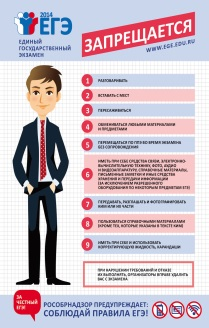 2014
ЕГЭ
ЕДИНЫЙ
ГОСУДАРСТВЕННЫЙ
ЭКЗАМЕН
ЗАПРЕЩАЕТСЯ
WWW.EGE.EDU.RU
1 РАЗГОВАРИВАТЬ
2 ВСТАВАТЬ С МЕСТ
3 ПЕРЕСАЖИВАТЬСЯ
4 ОБМЕНИВАТЬСЯ ЛЮБЫМИ МАТЕРИАЛАМИ
И ПРЕДМЕТАМИ
5 ПЕРЕМЕЩАТЬСЯ ПО ППЭ ВО ВРЕМЯ ЭКЗАМЕНА
БЕЗ СОПРОВОЖДЕНИЯ
6 ИМЕТЬ ПРИ СЕБЕ СРЕДСТВА СВЯЗИ, ЭЛЕКТРОННО-
ВЫЧИСЛИТЕЛЬНУЮ ТЕХНИКУ, ФОТО, АУДИО
И ВИДЕОАППАРАТУРУ, СПРАВОЧНЫЕ МАТЕРИАЛЫ,
ПИСЬМЕННЫЕ ЗАМЕТКИ И ИНЫЕ СРЕДСТВА
ХРАНЕНИЯ И ПЕРЕДАЧИ ИНФОРМАЦИИ
ЗА ИСКЛЮЧЕНИЕМ РАЗРЕШЕННОГО
ОБОРУДОВАНИЯ ПО НЕКОТОРЫМ ПРЕДМЕТАМ ЕГЭ
7 ПЕРЕДАВАТЬ, РАЗГЛАШАТЬ И ФОТОГРАФИРОВАТЬ
КИМ ИЛИ ИХ ЧАСТИ
8 ПОЛЬЗОВАТЬСЯ СПРАВОЧНЫМИ МАТЕРИАЛАМИ
КРОМЕ ТЕХ, КОТОРЫЕ УКАЗАНЫ В ТЕКСТЕ КИМ
9 ИМЕТЬ ПРИ СЕБЕ И ИСПОЛЬЗОВАТЬ
КОРРЕКТИРУЮЩУЮ ЖИДКОСТЬ, КАРАНДАШИ
ПРИ НАРУШЕНИИ ТРЕБОВАНИЙ И ОТКАЗЕ
ИХ ВЫПОЛНЯТЬ, ОРГАНИЗАТОРЫ ВПРАВЕ УДАЛИТЬ
ВАС С ЭКЗАМЕНА
ЗА
ЧЕСТНЫЙ
ЕГЭ!
РОСОБРНАДЗОР ПРЕДУПРЕЖДАЕТ:
СОБЛЮДАЙ ПРАВИЛА ЕГЭ!